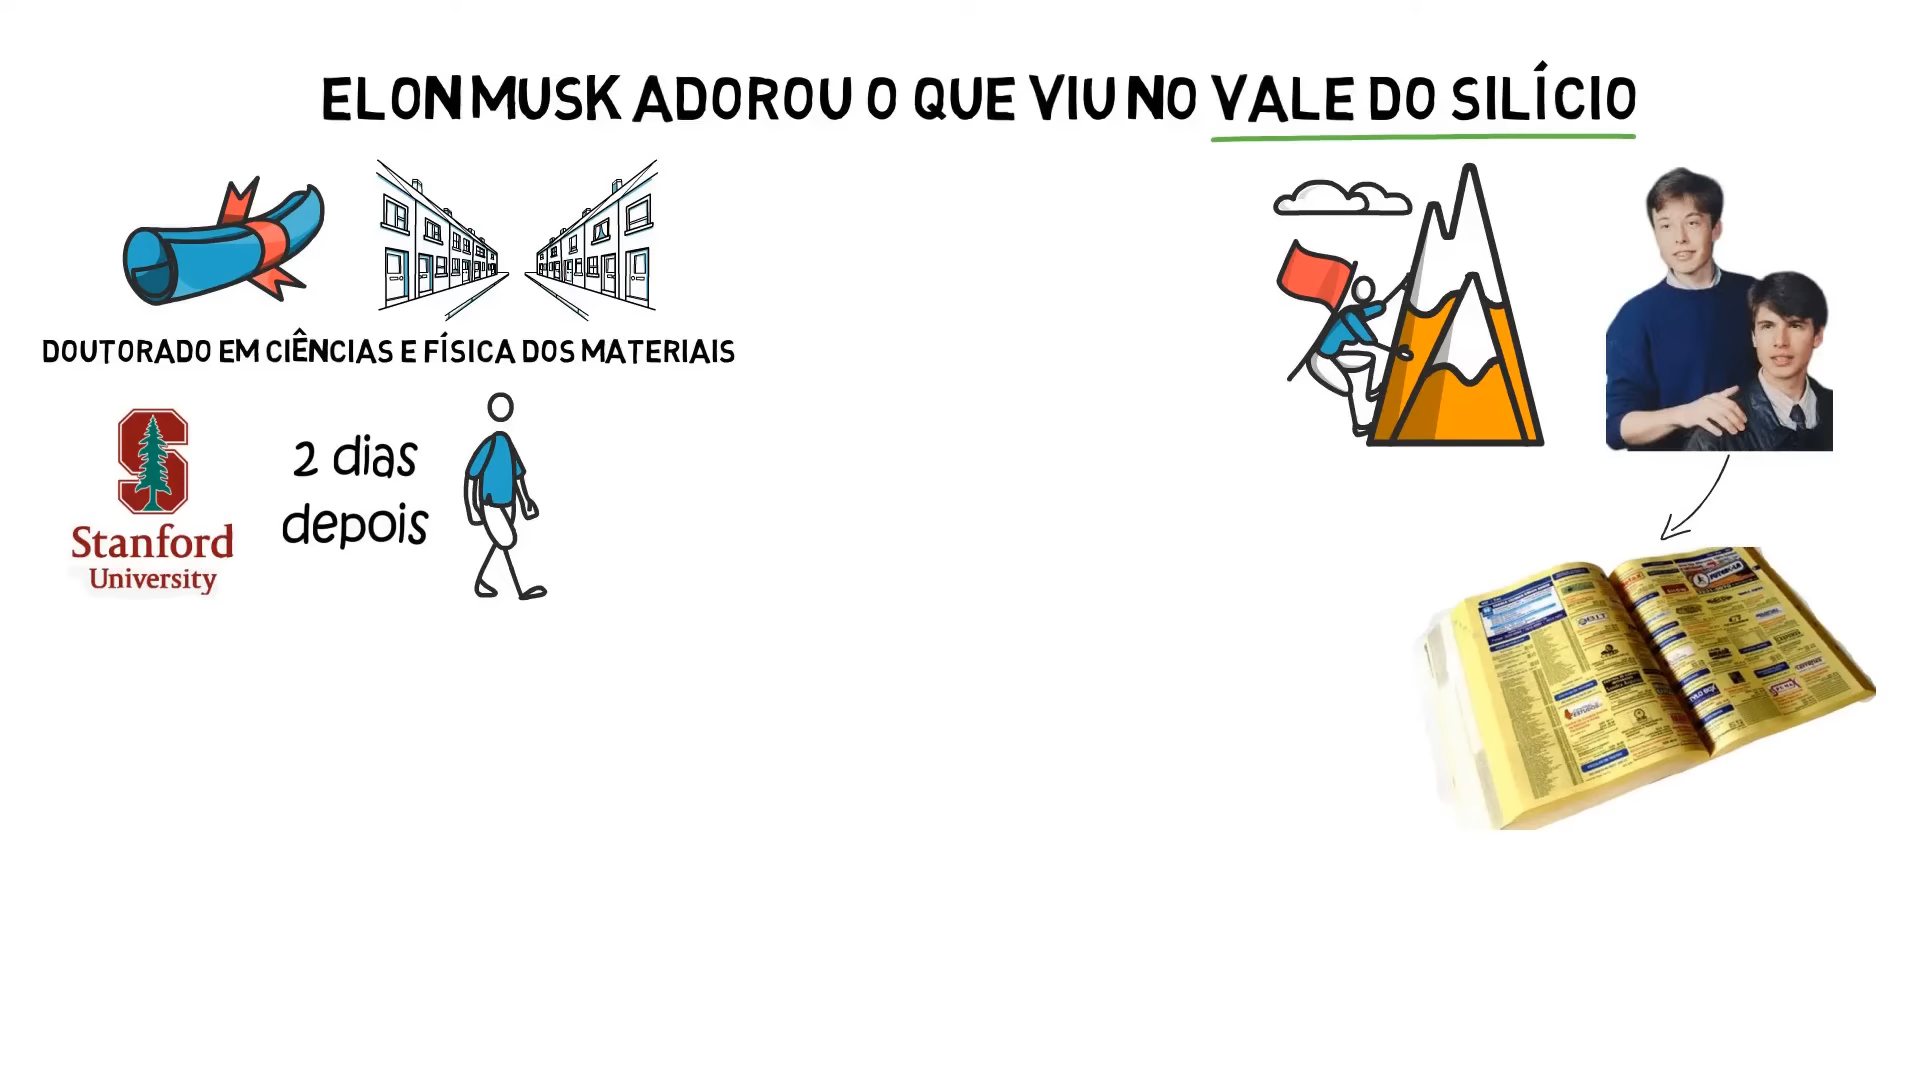 ELON MUSK ADOROU O QUE VIU NO VALE DO SILÍCIO
DOUTORADO EM CIÊNCIAS E FÍSICA DOS MATERIAIS
S
Stanford
University
2 dias
depois